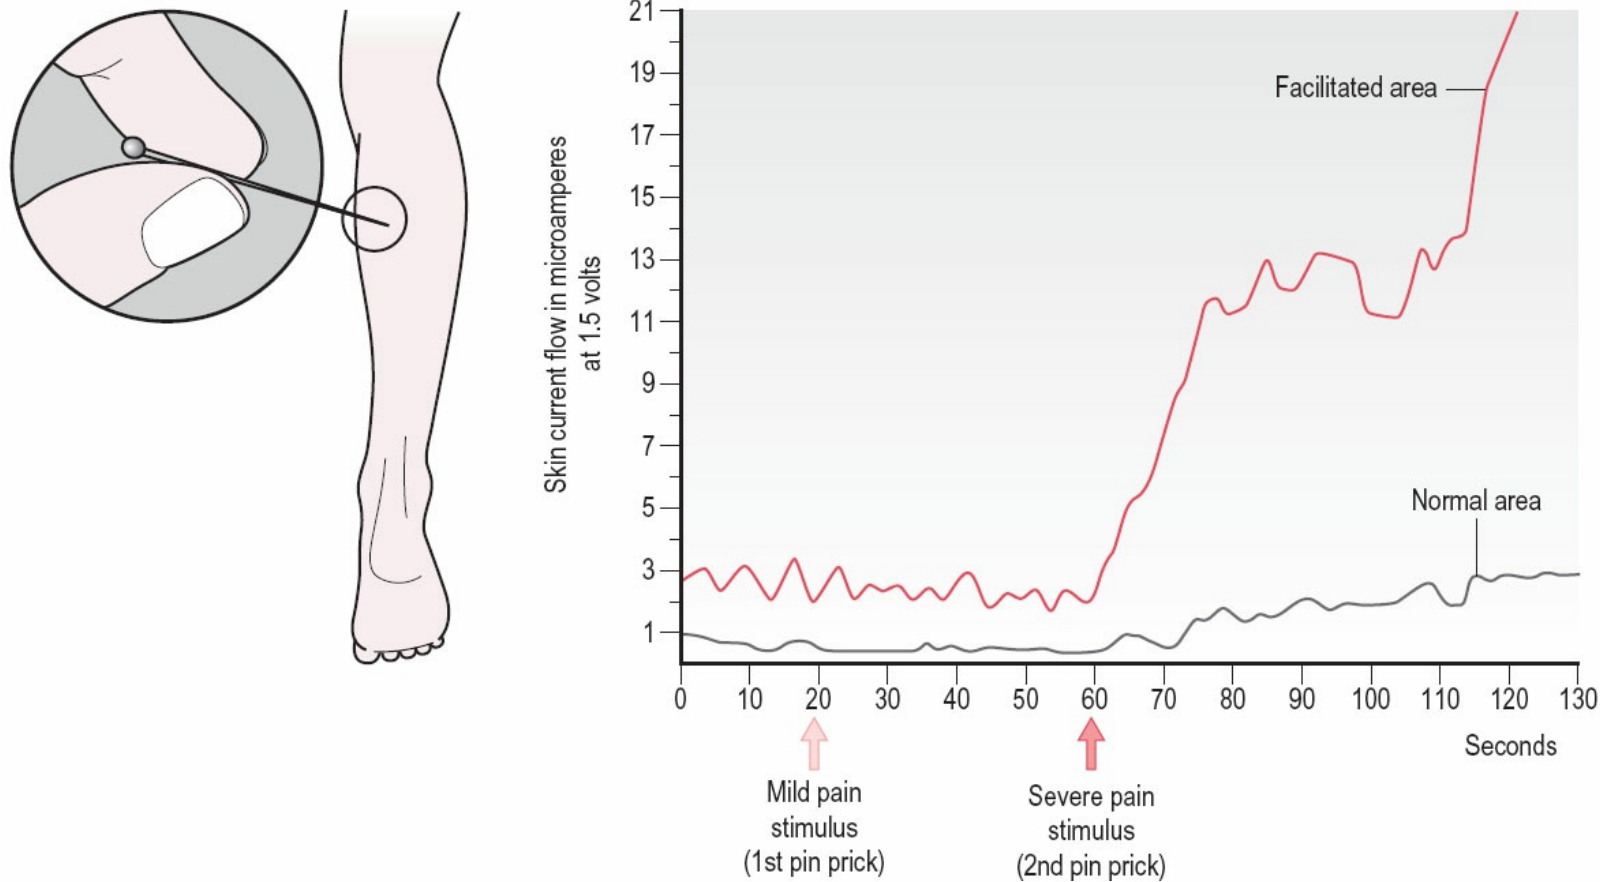 21
19
17
15
13
11
9
7
5
3
1
Skin current flow in microamperes
at 1.5 volts
Facilitated area
Normal area
0 10 20 30 40 50 60 70 80 90 100 110 120 130
Seconds
Mild pain
stimulus
(1st pin prick)
Severe pain
stimulus
(2nd pin prick)